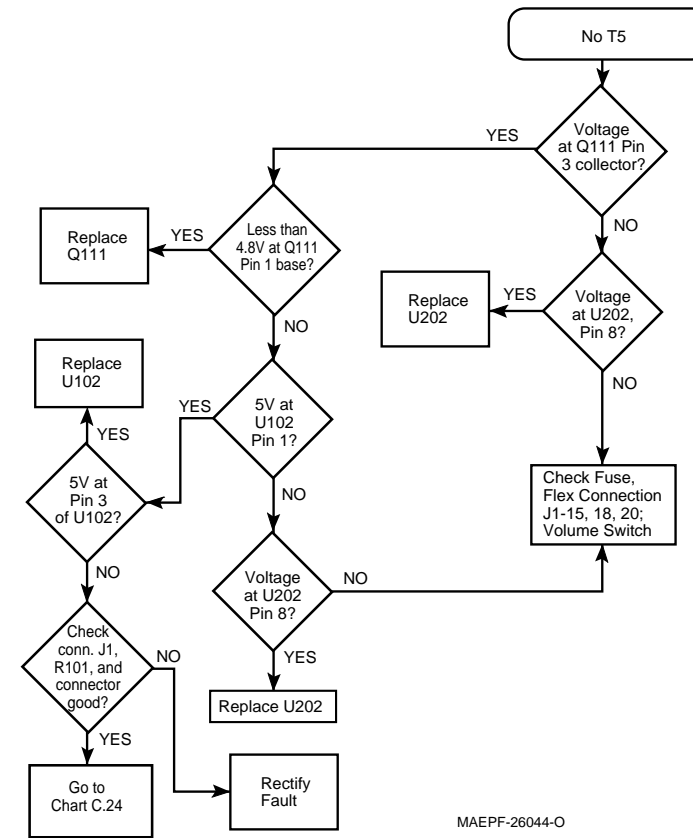 No T5
Voltage
at Q111 Pin
3 collector?
YES
NO
Less than
4.8V at Q111
Pin 1 base?
YES
Replace
Q111
NO
Voltage
at U202,
Pin 8?
YES
Replace
U202
NO
Replace
U102
YES
5V at
U102
Pin 1?
YES
NO
5V at
Pin 3
of U102?
NO
Check Fuse,
Flex Connection
J1-15, 18, 20;
Volume Switch
Voltage
at U202
Pin 8?
NO
YES
Replace U202
Check
conn. J1,
R101, and
connector
good?
NO
YES
Go to
Chart C.24
Rectify
Fault
MAEPF-26044-O